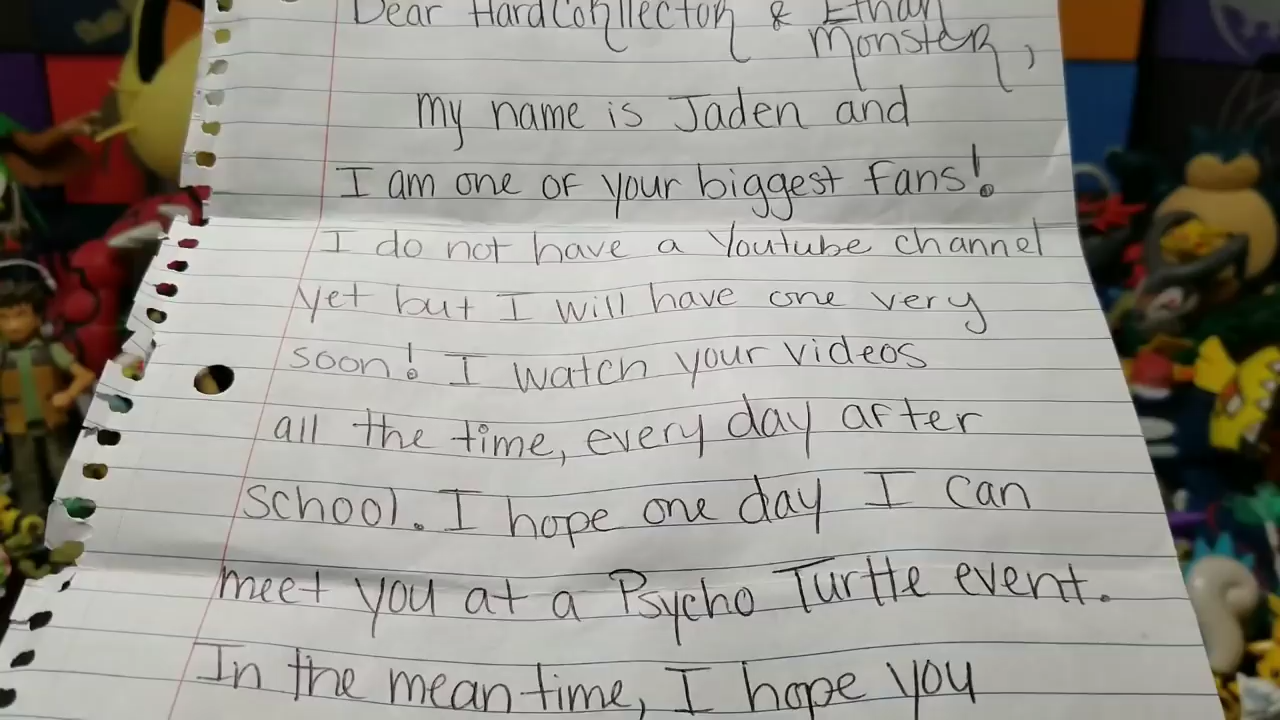 Dear HardConllector & Ethan
Monster,
my name is Jaden and
I am one of your biggest fans!
I do not have a Youtube channel
yet but I will have one very
soon! I watch your videos
all the time, every day after
school. I hope one day I can
meet you at a Psycho Turtle event.
In the mean time, I hope you